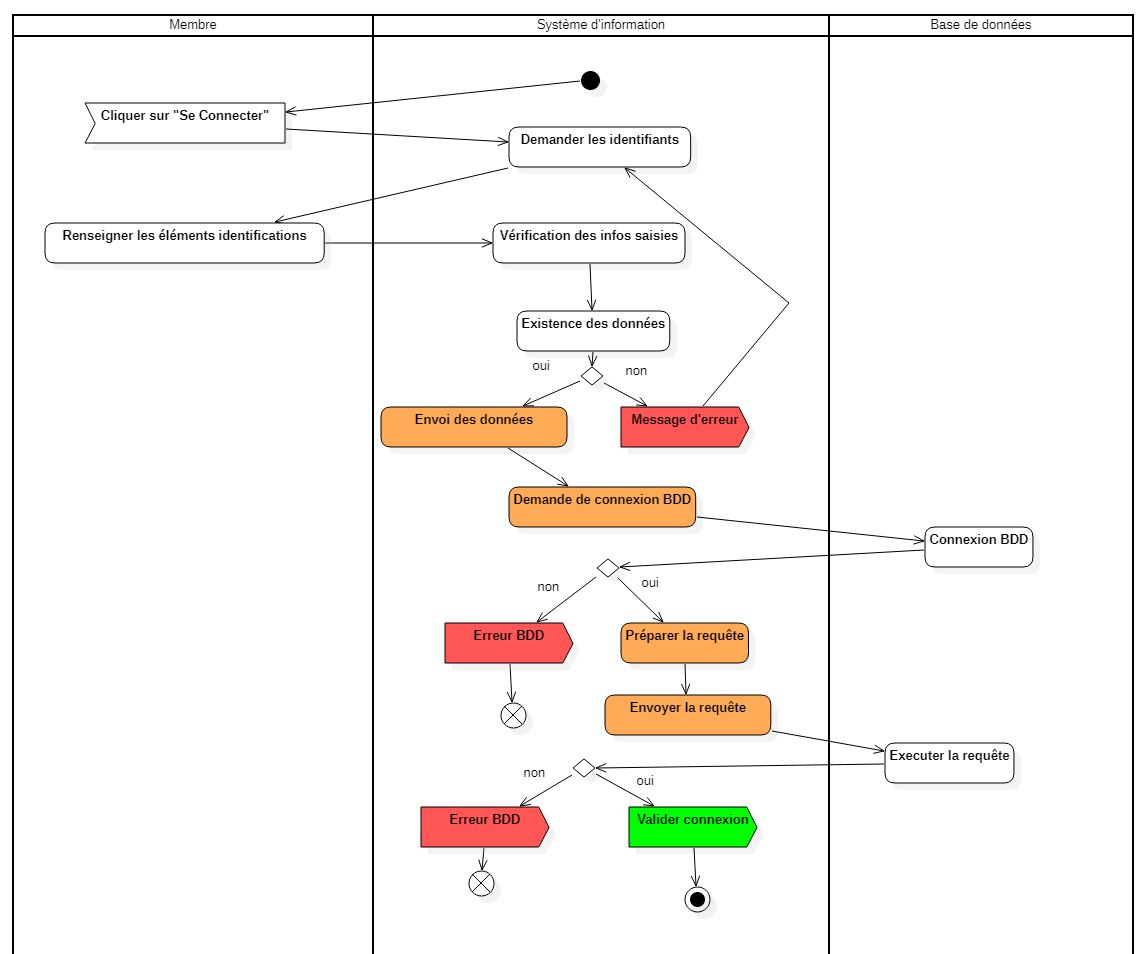 Membre
Système d'information
Base de données
Cliquer sur "Se Connecter"
Demander les identifiants
Renseigner les éléments identifications
Vérification des infos saisies
Existence des données
oui
non
Envoi des données
Message d'erreur
Demande de connexion BDD
Connexion BDD
non
oui
Erreur BDD
Préparer la requête
Envoyer la requête
Executer la requête
non
oui
Erreur BDD
Valider connexion